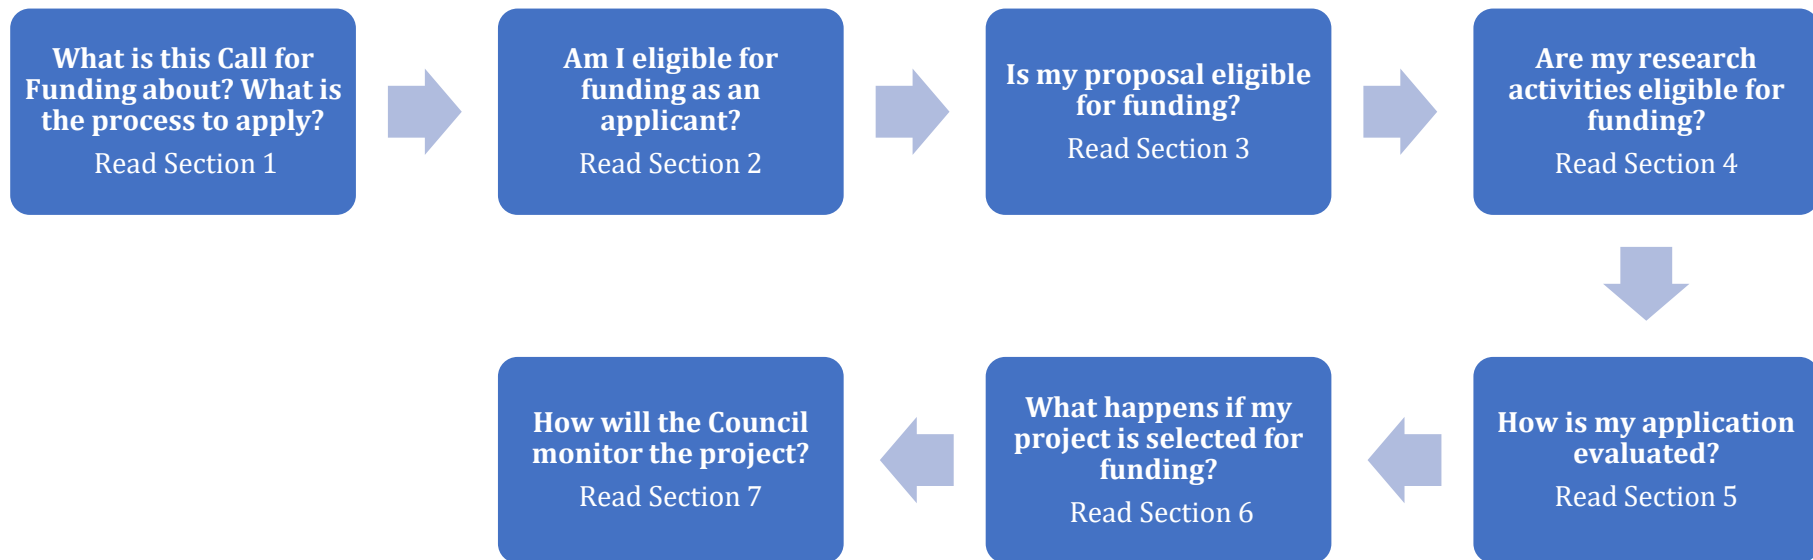 What is this Call for
Funding about? What is
the process to apply?
Read Section 1
Am I eligible for
funding as an
applicant?
Read Section 2
Is my proposal eligible
for funding?
Read Section 3
Are my research
activities eligible for
funding?
Read Section 4
How is my application
evaluated?
Read Section 5
What happens if my
project is selected for
funding?
Read Section 6
How will the Council
monitor the project?
Read Section 7